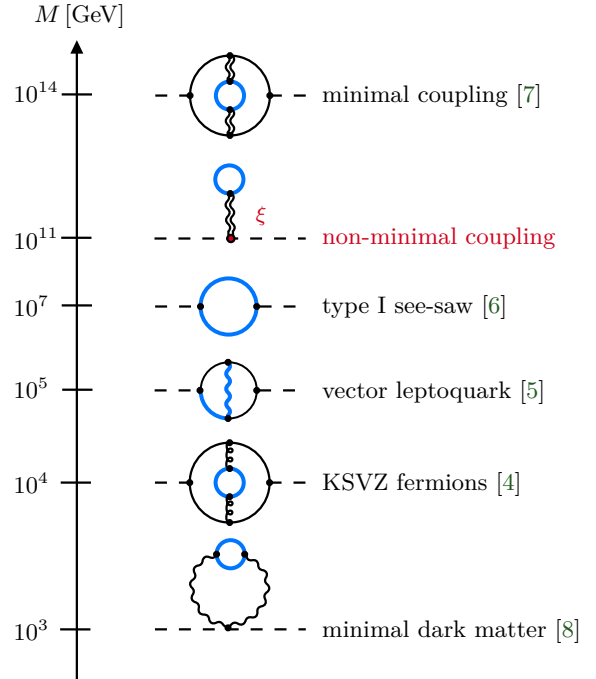 M [GeV]
10^14 minimal coupling [7]
ξ
10^11 non-minimal coupling
10^7 type I see-saw [6]
10^5 vector leptoquark [5]
10^4 KSVZ fermions [4]
10^3 minimal dark matter [8]